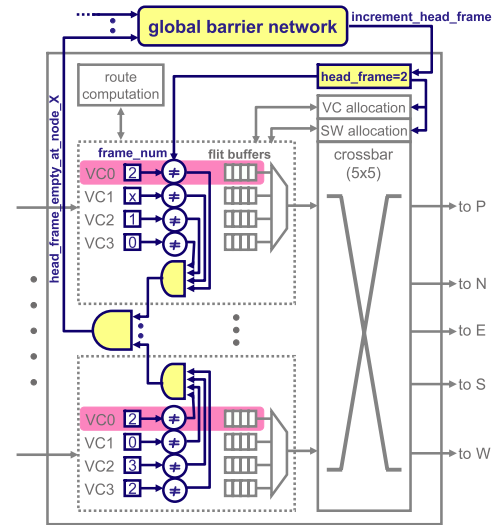 global barrier network
increment_head_frame
head_frame_empty_at_node_X
route
computation
head_frame=2
VC allocation
SW allocation
frame_num
flit buffers
crossbar
(5x5)
VC0 2 ≠
VC1 x ≠
VC2 1 ≠
VC3 0 ≠
to P
to N
to E
to S
to W
VC0 2 ≠
VC1 0 ≠
VC2 3 ≠
VC3 2 ≠